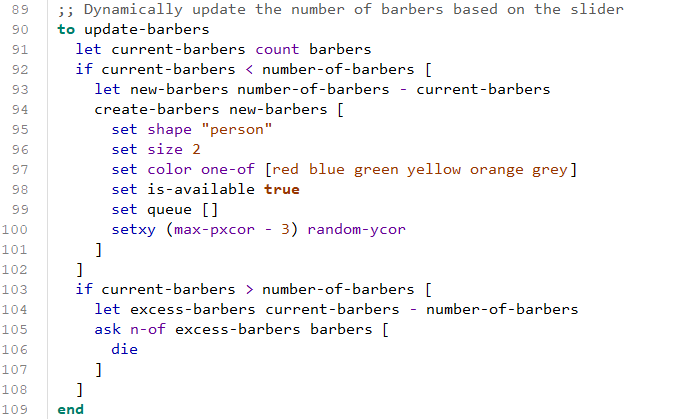 89 ;; Dynamically update the number of barbers based on the slider
90 to update-barbers
91 let current-barbers count barbers
92 if current-barbers < number-of-barbers [
93 let new-barbers number-of-barbers - current-barbers
94 create-barbers new-barbers [
95 set shape "person"
96 set size 2
97 set color one-of [red blue green yellow orange grey]
98 set is-available true
99 set queue []
100 setxy (max-pxcor - 3) random-ycor
101 ]
102 ]
103 if current-barbers > number-of-barbers [
104 let excess-barbers current-barbers - number-of-barbers
105 ask n-of excess-barbers barbers [
106 die
107 ]
108 ]
109 end